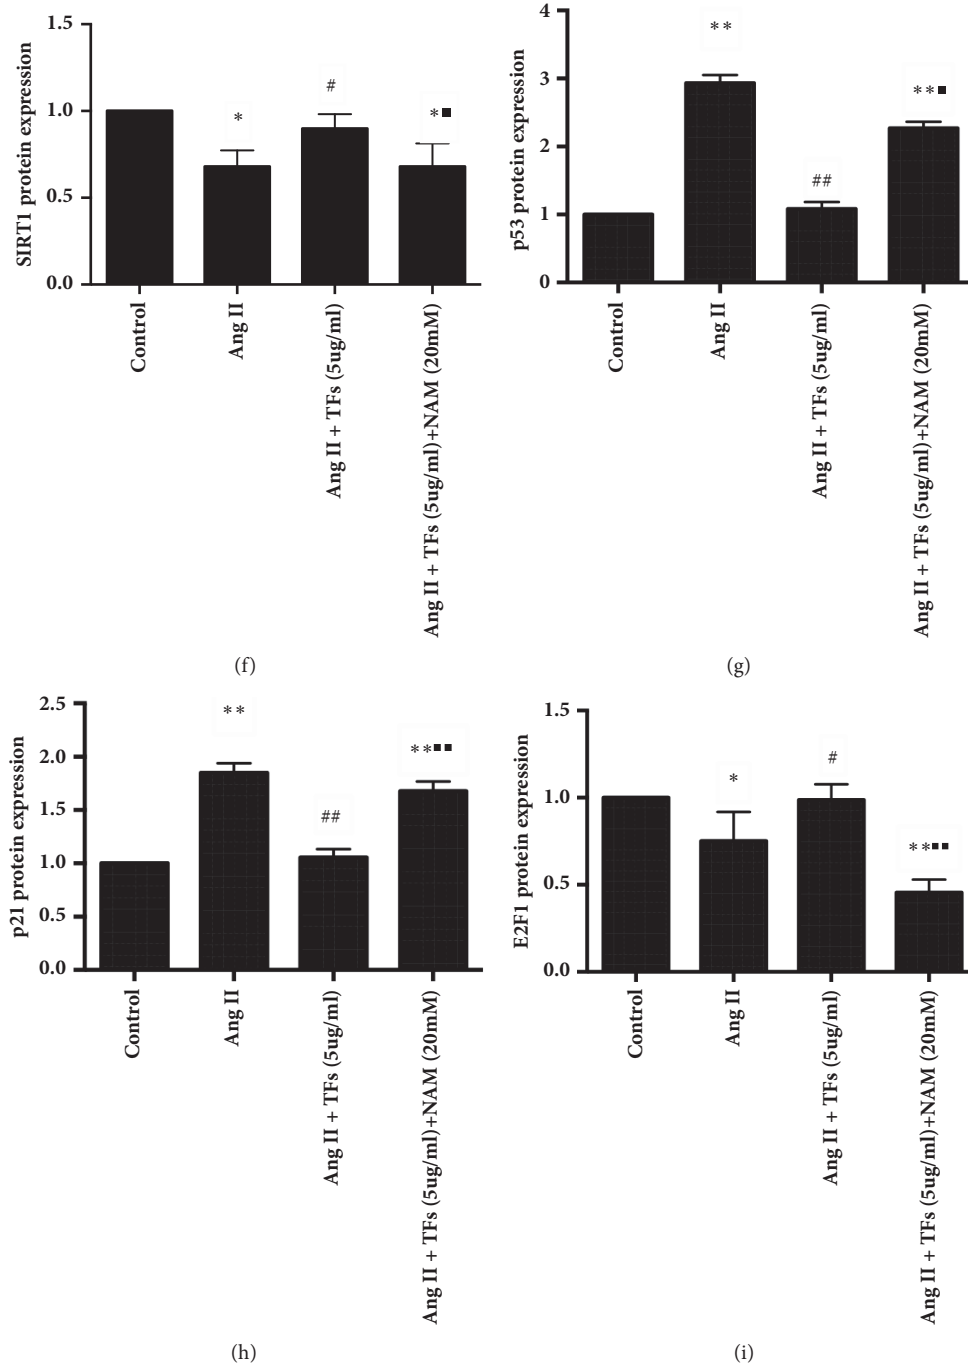 SIRT1 protein expression
1.5
1.0
0.5
0.0
*
#
*■
Control
Ang II
Ang II + TFs (5ug/ml)
Ang II + TFs (5ug/ml)+NAM (20mM)
(f)
p53 protein expression
4
3
2
1
0
**
##
**■
Control
Ang II
Ang II + TFs (5ug/ml)
Ang II + TFs (5ug/ml)+NAM (20mM)
(g)
p21 protein expression
2.5
2.0
1.5
1.0
0.5
0.0
**
##
**■■
Control
Ang II
Ang II + TFs (5ug/ml)
Ang II + TFs (5ug/ml)+NAM (20mM)
(h)
E2F1 protein expression
1.5
1.0
0.5
0.0
*
#
**■■
Control
Ang II
Ang II + TFs (5ug/ml)
Ang II + TFs (5ug/ml)+NAM (20mM)
(i)